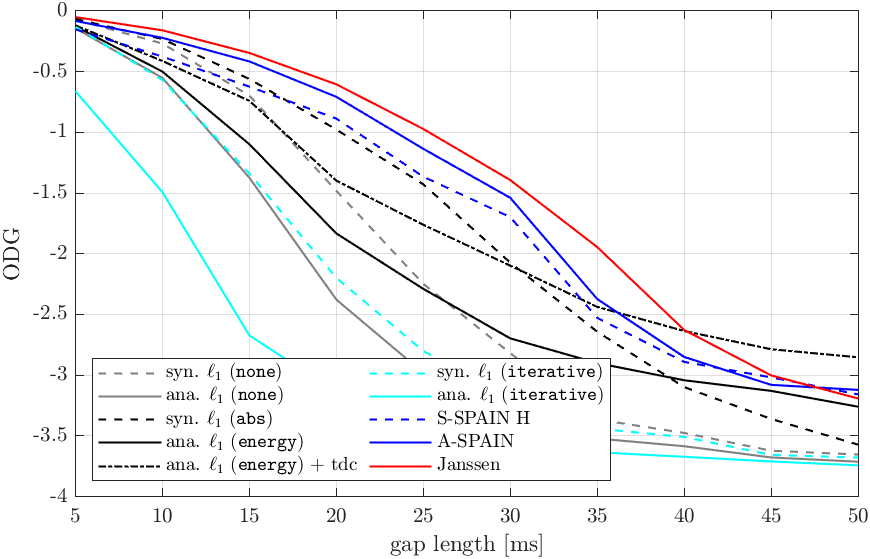 0
-0.5
-1
-1.5
-2
-2.5
-3
-3.5
-4
ODG
syn. ℓ₁ (none)
ana. ℓ₁ (none)
syn. ℓ₁ (abs)
ana. ℓ₁ (energy)
ana. ℓ₁ (energy) + tdc
syn. ℓ₁ (iterative)
ana. ℓ₁ (iterative)
S-SPAIN H
A-SPAIN
Janssen
5 10 15 20 25 30 35 40 45 50
gap length [ms]